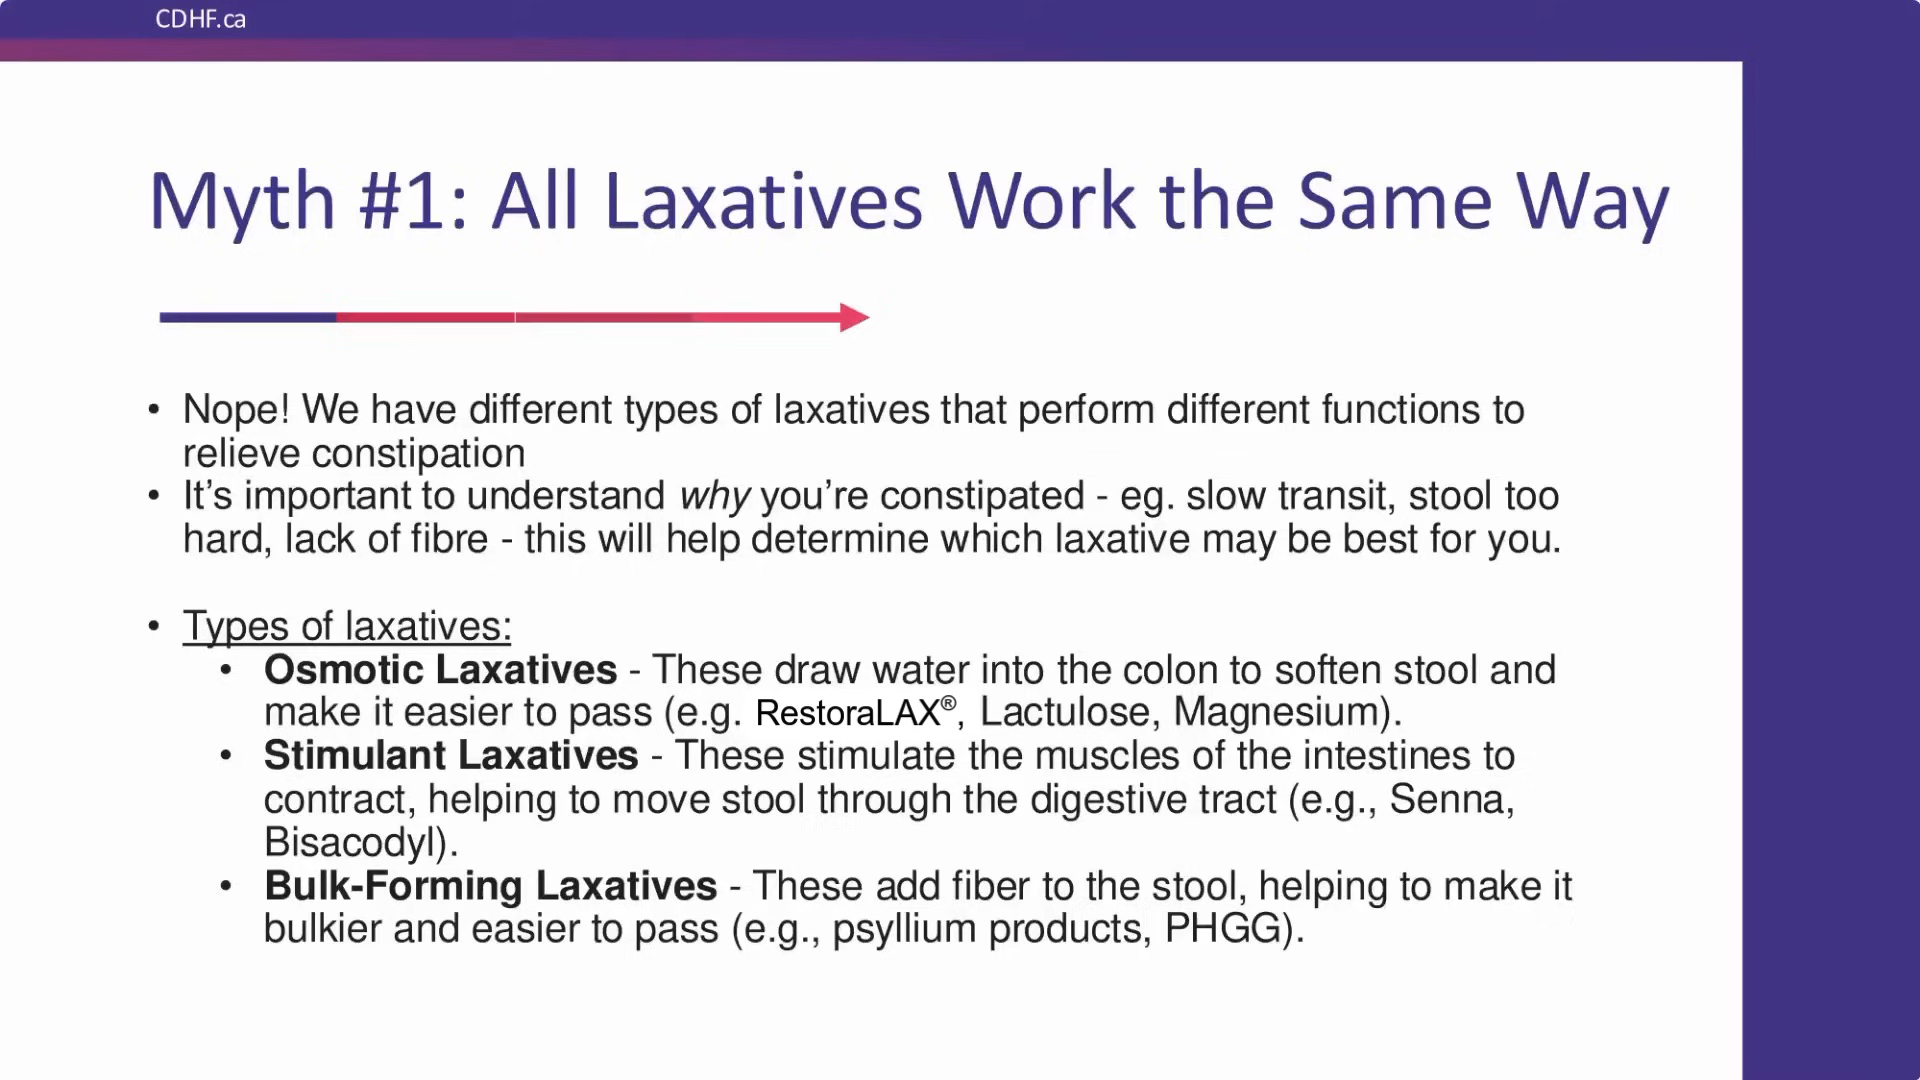 CDHF.ca
Myth #1: All Laxatives Work the Same Way
• Nope! We have different types of laxatives that perform different functions to
relieve constipation
• It’s important to understand why you’re constipated - eg. slow transit, stool too
hard, lack of fibre - this will help determine which laxative may be best for you.
• Types of laxatives:
• Osmotic Laxatives - These draw water into the colon to soften stool and
make it easier to pass (e.g. RestoraLAX®, Lactulose, Magnesium).
• Stimulant Laxatives - These stimulate the muscles of the intestines to
contract, helping to move stool through the digestive tract (e.g., Senna,
Bisacodyl).
• Bulk-Forming Laxatives - These add fiber to the stool, helping to make it
bulkier and easier to pass (e.g., psyllium products, PHGG).